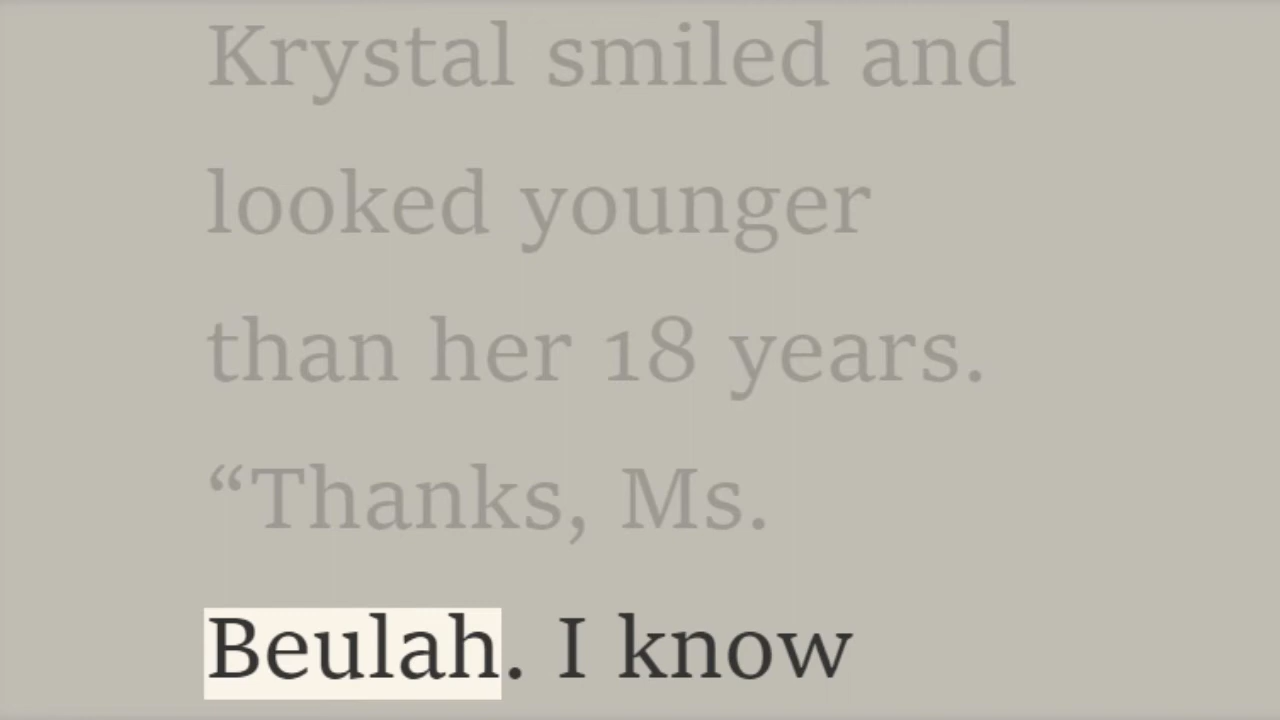 Krystal smiled and
looked younger
than her 18 years.
“Thanks, Ms.
Beulah. I know